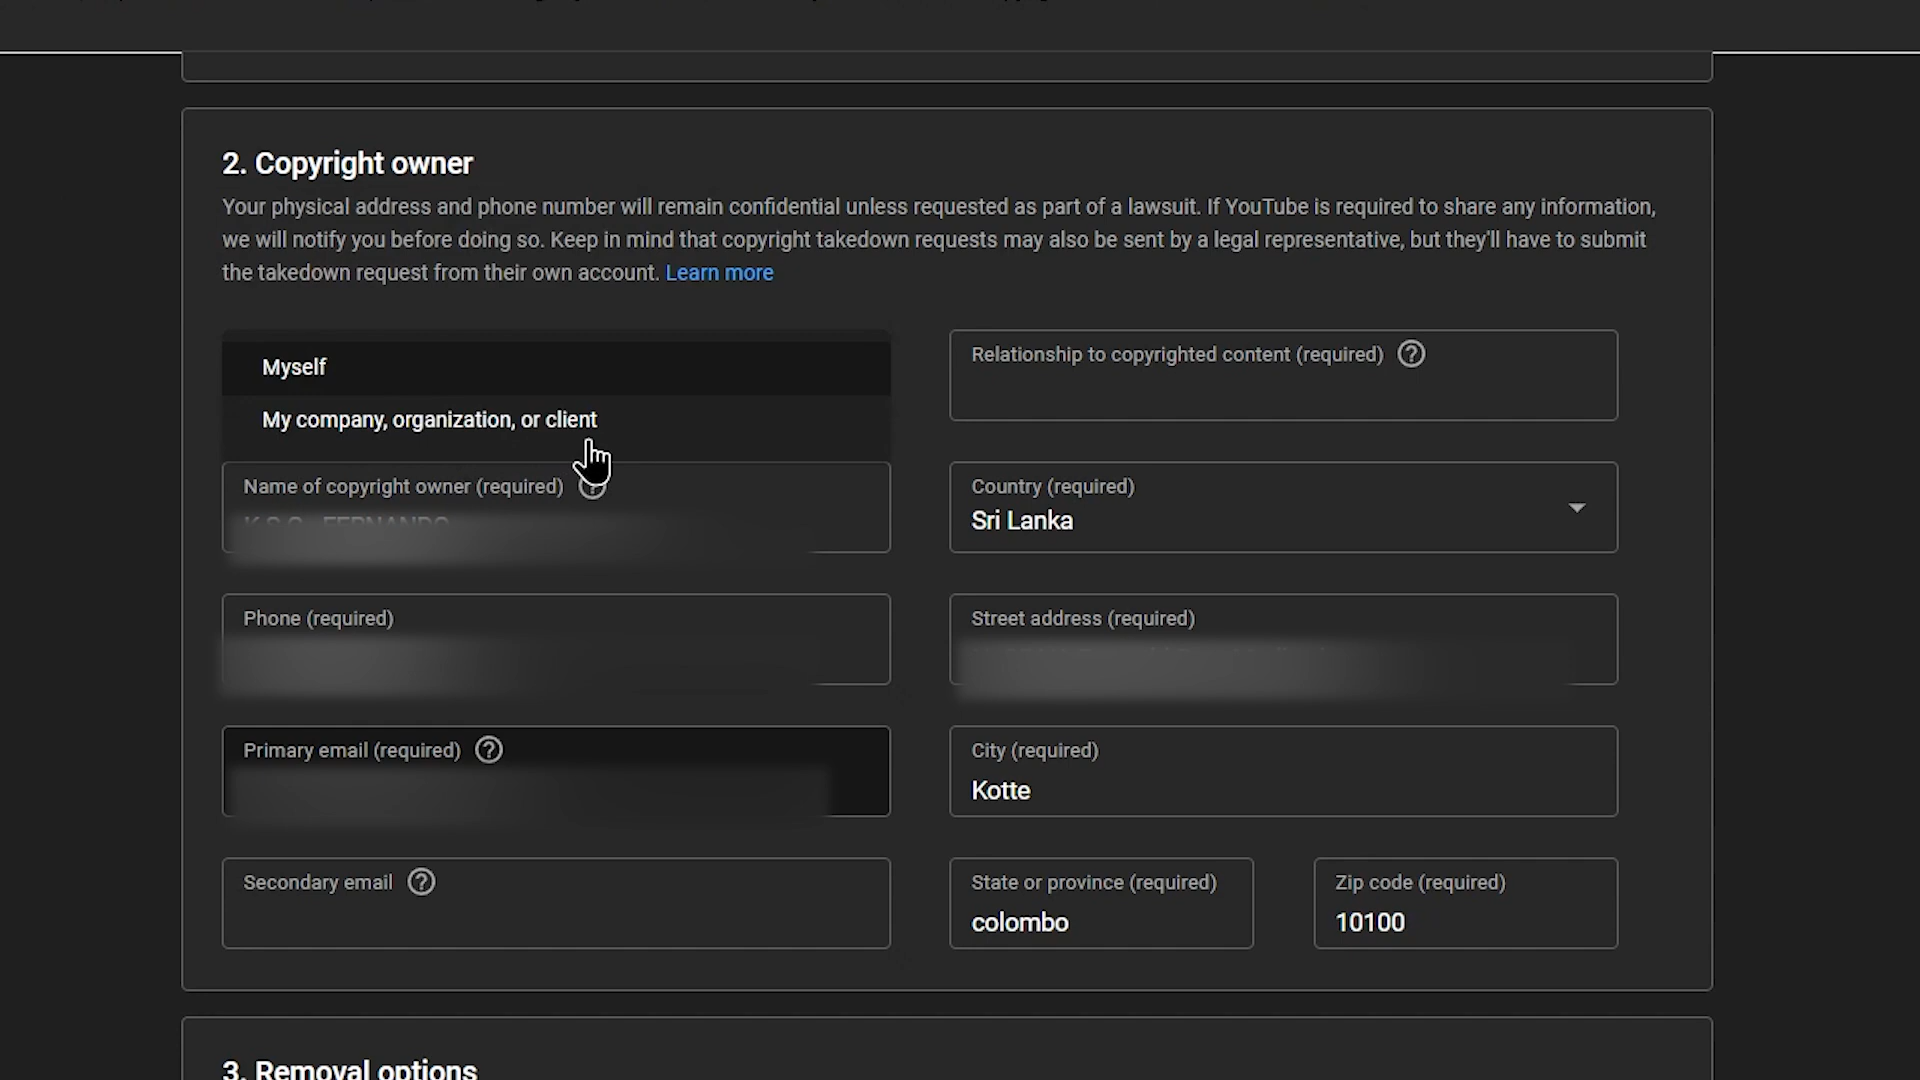 2. Copyright owner
Your physical address and phone number will remain confidential unless requested as part of a lawsuit. If YouTube is required to share any information,
we will notify you before doing so. Keep in mind that copyright takedown requests may also be sent by a legal representative, but they'll have to submit
the takedown request from their own account. Learn more
Myself
My company, organization, or client
Relationship to copyrighted content (required)
Name of copyright owner (required)
Country (required)
Sri Lanka
Phone (required)
Street address (required)
Primary email (required)
City (required)
Kotte
Secondary email
State or province (required)
colombo
Zip code (required)
10100
3. Removal options